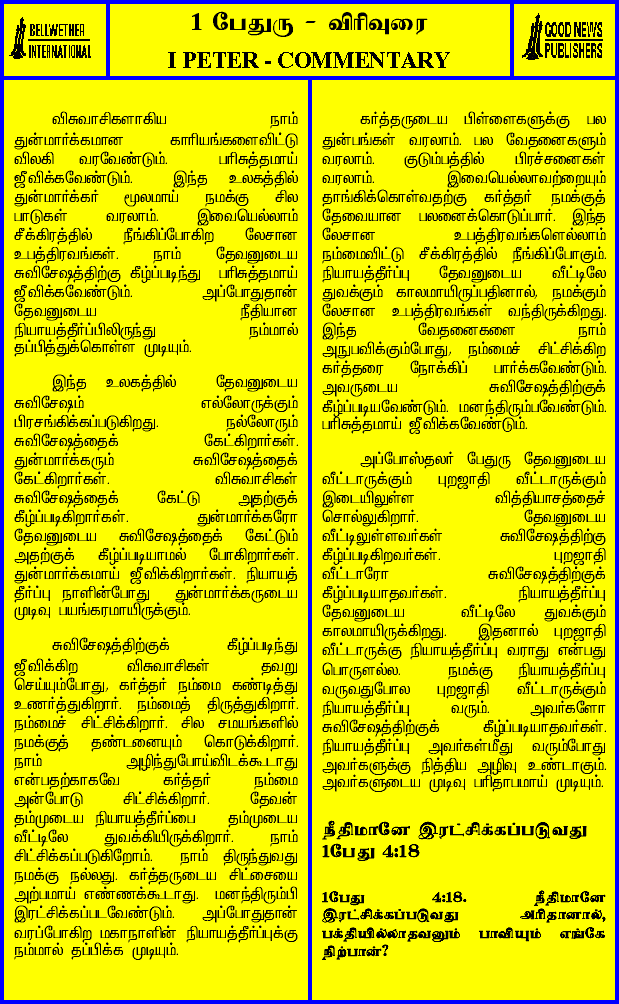 BELLWETHER
INTERNATIONAL
1 பேதுரு - விரிவுரை
I PETER - COMMENTARY
GOOD NEWS
PUBLISHERS
விசுவாசிகளாகிய நாம்
துன்மார்க்கமான காரியங்களைவிட்டு
விலகி வரவேண்டும். பரிசுத்தமாய்
ஜீவிக்கவேண்டும். இந்த உலகத்தில்
துன்மார்க்கர் மூலமாய் நமக்கு சில
பாடுகள் வரலாம். இவையெல்லாம்
சீக்கிரத்தில் நீங்கிப்போகிற லேசான
உபத்திரவங்கள். நாம் தேவனுடைய
சுவிசேஷத்திற்கு கீழ்ப்படிந்து பரிசுத்தமாய்
ஜீவிக்கவேண்டும். அப்போதுதான்
தேவனுடைய நீதியான
நியாயத்தீர்ப்பிலிருந்து நம்மால்
தப்பித்துக்கொள்ள முடியும்.
இந்த உலகத்தில் தேவனுடைய
சுவிசேஷம் எல்லோருக்கும்
பிரசங்கிக்கப்படுகிறது. நல்லோரும்
சுவிசேஷத்தைக் கேட்கிறார்கள்.
துன்மார்க்கரும் சுவிசேஷத்தைக்
கேட்கிறார்கள். விசுவாசிகள்
சுவிசேஷத்தைக் கேட்டு அதற்குக்
கீழ்ப்படிகிறார்கள். துன்மார்க்கரோ
தேவனுடைய சுவிசேஷத்தைக் கேட்டும்
அதற்குக் கீழ்ப்படியாமல் போகிறார்கள்.
துன்மார்க்கமாய் ஜீவிக்கிறார்கள். நியாயத்
தீர்ப்பு நாளின்போது துன்மார்க்கருடைய
முடிவு பயங்கரமாயிருக்கும்.
சுவிசேஷத்திற்குக் கீழ்ப்படிந்து
ஜீவிக்கிற விசுவாசிகள் தவறு
செய்யும்போது, கர்த்தர் நம்மை கண்டித்து
உணர்த்துகிறார். நம்மைத் திருத்துகிறார்.
நம்மைச் சிட்சிக்கிறார். சில சமயங்களில்
நமக்குத் தண்டனையும் கொடுக்கிறார்.
நாம் அழிந்துபோய்விடக்கூடாது
என்பதற்காகவே கர்த்தர் நம்மை
அன்போடு சிட்சிக்கிறார். தேவன்
தம்முடைய நியாயத்தீர்ப்பை தம்முடைய
வீட்டிலே துவக்கியிருக்கிறார். நாம்
சிட்சிக்கப்படுகிறோம். நாம் திருந்துவது
நமக்கு நல்லது. கர்த்தருடைய சிட்சையை
அற்பமாய் எண்ணக்கூடாது. மனந்திரும்பி
இரட்சிக்கப்படவேண்டும். அப்போதுதான்
வரப்போகிற மகாநாளின் நியாயத்தீர்ப்புக்கு
நம்மால் தப்பிக்க முடியும்.
கர்த்தருடைய பிள்ளைகளுக்கு பல
துன்பங்கள் வரலாம். பல வேதனைகளும்
வரலாம். குடும்பத்தில் பிரச்சனைகள்
வரலாம். இவையெல்லாவற்றையும்
தாங்கிக்கொள்வதற்கு கர்த்தர் நமக்குத்
தேவையான பலனைக்கொடுப்பார். இந்த
லேசான உபத்திரவங்களெல்லாம்
நம்மைவிட்டு சீக்கிரத்தில் நீங்கிப்போகும்.
நியாயத்தீர்ப்பு தேவனுடைய வீட்டிலே
துவக்கும் காலமாயிருப்பதினால், நமக்கும்
லேசான உபத்திரவங்கள் வந்திருக்கிறது.
இந்த வேதனைகளை நாம்
அநுபவிக்கும்போது, நம்மைச் சிட்சிக்கிற
கர்த்தரை நோக்கிப் பார்க்கவேண்டும்.
அவருடைய சுவிசேஷத்திற்குக்
கீழ்ப்படியவேண்டும். மனந்திரும்பவேண்டும்.
பரிசுத்தமாய் ஜீவிக்கவேண்டும்.
அப்போஸ்தலர் பேதுரு தேவனுடைய
வீட்டாருக்கும் புறஜாதி வீட்டாருக்கும்
இடையிலுள்ள வித்தியாசத்தைச்
சொல்லுகிறார். தேவனுடைய
வீட்டிலுள்ளவர்கள் சுவிசேஷத்திற்கு
கீழ்ப்படிகிறவர்கள். புறஜாதி
வீட்டாரோ சுவிசேஷத்திற்குக்
கீழ்ப்படியாதவர்கள். நியாயத்தீர்ப்பு
தேவனுடைய வீட்டிலே துவக்கும்
காலமாயிருக்கிறது. இதனால் புறஜாதி
வீட்டாருக்கு நியாயத்தீர்ப்பு வராது என்பது
பொருளல்ல. நமக்கு நியாயத்தீர்ப்பு
வருவதுபோல புறஜாதி வீட்டாருக்கும்
நியாயத்தீர்ப்பு வரும். அவர்களோ
சுவிசேஷத்திற்குக் கீழ்ப்படியாதவர்கள்.
நியாயத்தீர்ப்பு அவர்கள்மீது வரும்போது
அவர்களுக்கு நித்திய அழிவு உண்டாகும்.
அவர்களுடைய முடிவு பரிதாபமாய் முடியும்.
நீதிமானே இரட்சிக்கப்படுவது
1பேது 4:18
1பேது 4:18. நீதிமானே
இரட்சிக்கப்படுவது அரிதானால்,
பக்தியில்லாதவனும் பாவியும் எங்கே
நிற்பான்?